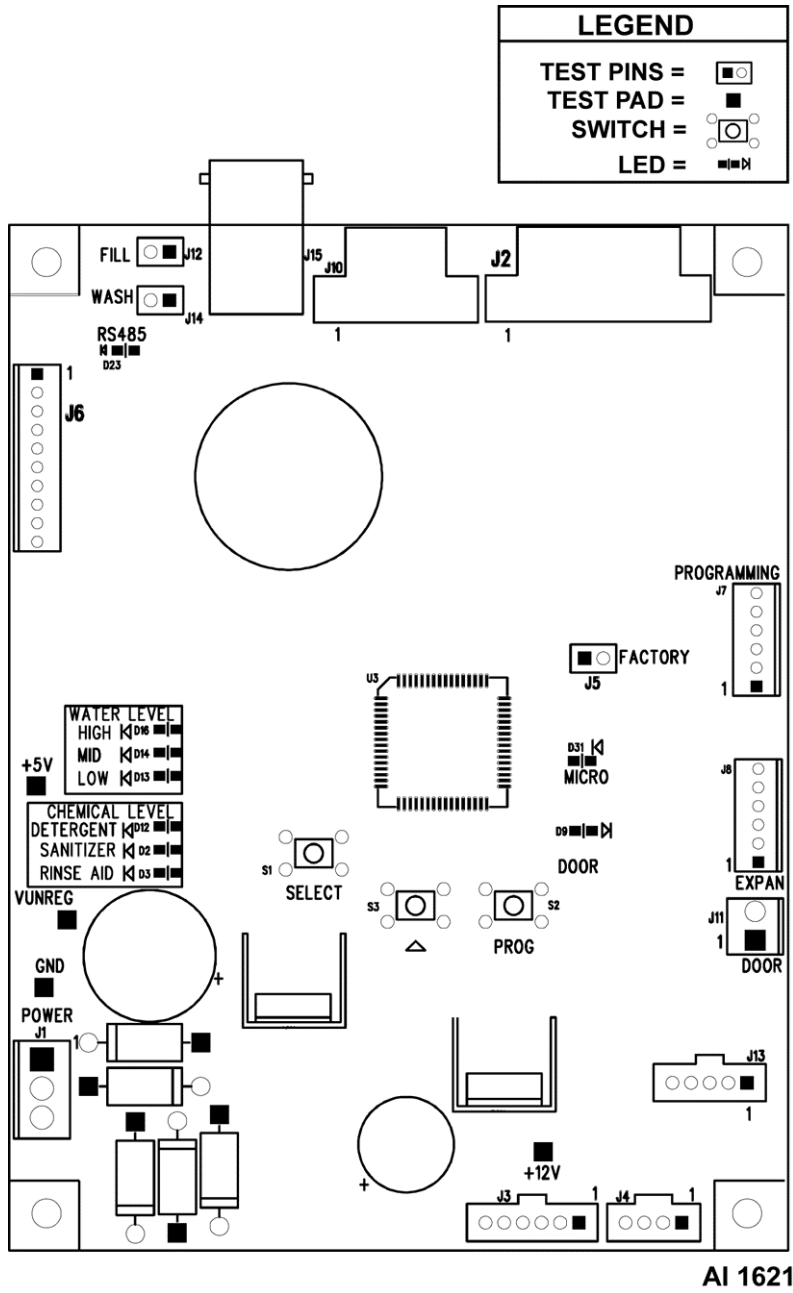 LEGEND
TEST PINS =
TEST PAD =
SWITCH =
LED =
FILL
J12
J15
J10
J2
WASH
J14
1
1
RS485
D23
1
J6
PROGRAMMING
J7
1
U3
FACTORY
J5
WATER LEVEL
HIGH D16
MID D14
LOW D13
+5V
D31
MICRO
J8
1
EXPAN
CHEMICAL LEVEL
DETERGENT D12
SANITIZER D2
RINSE AID D3
D9
DOOR
S1
SELECT
S3
S2
PROG
VUNREG
J11
1
DOOR
GND
+
POWER
J1
1
J13
1
+12V
+
J3 1
J4 1
AI 1621